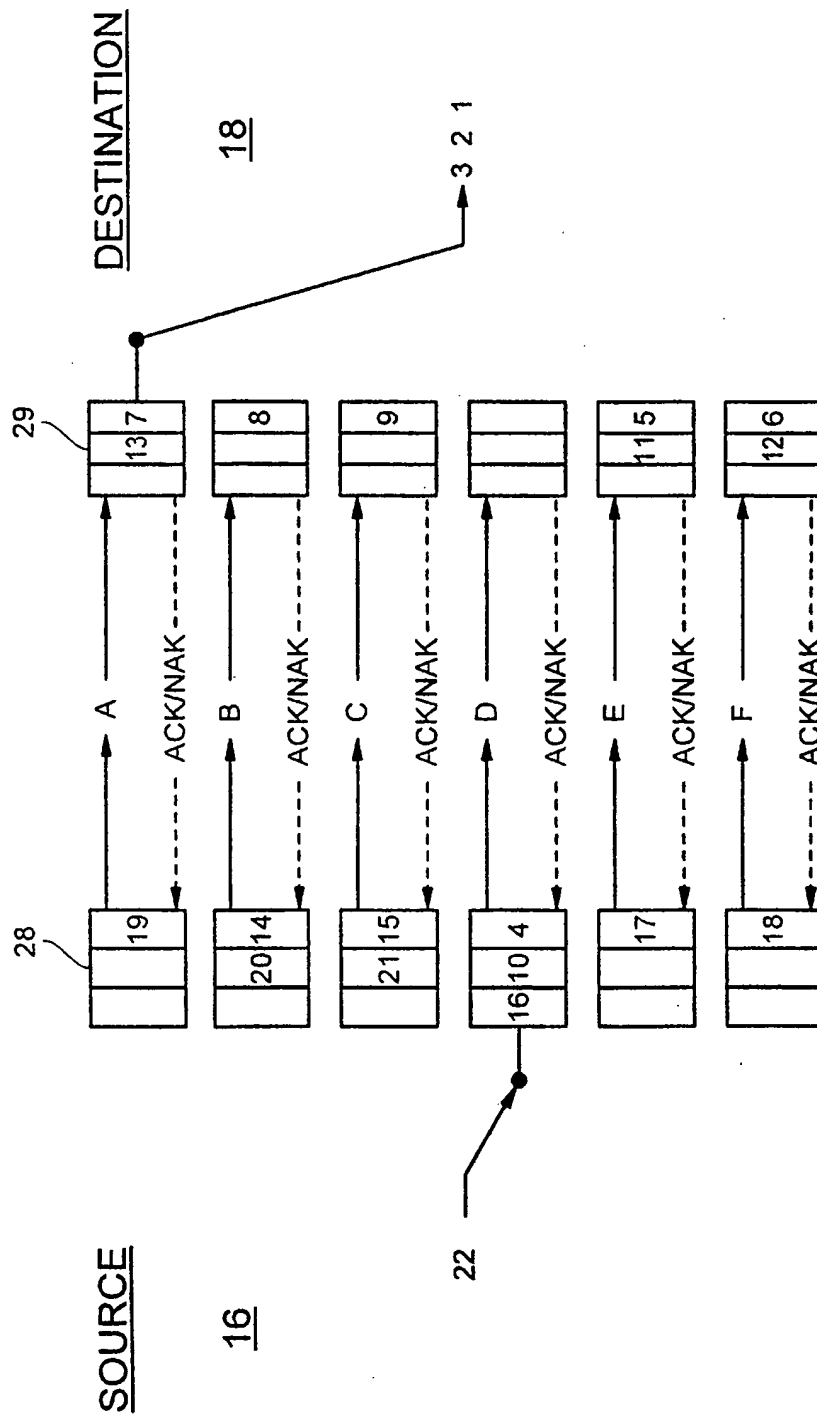 SOURCE
16
DESTINATION
18
28
29
19
A
13 7
ACK/NAK
20 14
B
8
ACK/NAK
21 15
C
9
ACK/NAK
16 10 4
D
ACK/NAK
17
E
11 5
ACK/NAK
18
F
12 6
ACK/NAK
22
3 2 1